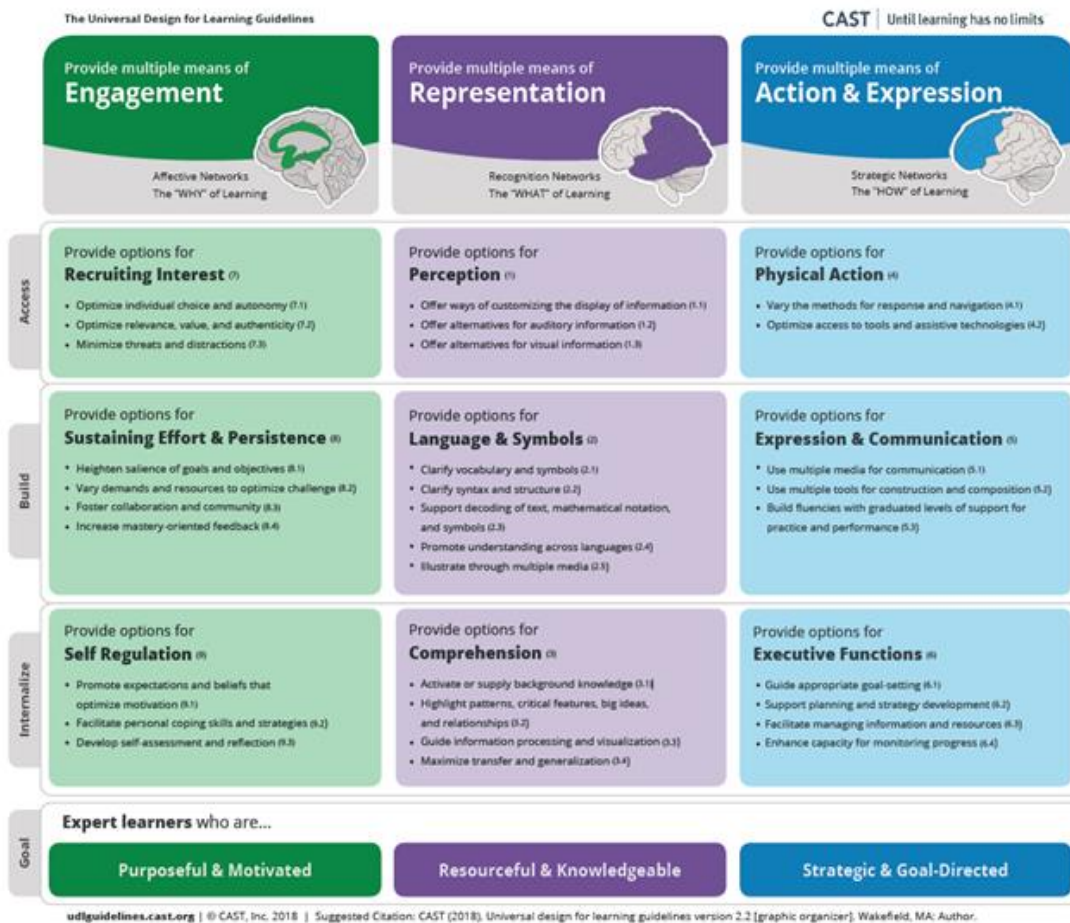 The Universal Design for Learning Guidelines
CAST | Until learning has no limits
Provide multiple means of
Engagement
Affective Networks
The "WHY" of Learning
Provide multiple means of
Representation
Recognition Networks
The "WHAT" of Learning
Provide multiple means of
Action & Expression
Strategic Networks
The "HOW" of Learning
Access
Provide options for
Recruiting Interest (7)
• Optimize individual choice and autonomy (7.1)
• Optimize relevance, value, and authenticity (7.2)
• Minimize threats and distractions (7.3)
Provide options for
Perception (1)
• Offer ways of customizing the display of information (1.1)
• Offer alternatives for auditory information (1.2)
• Offer alternatives for visual information (1.3)
Provide options for
Physical Action (4)
• Vary the methods for response and navigation (4.1)
• Optimize access to tools and assistive technologies (4.2)
Build
Provide options for
Sustaining Effort & Persistence (8)
• Heighten salience of goals and objectives (8.1)
• Vary demands and resources to optimize challenge (8.2)
• Foster collaboration and community (8.3)
• Increase mastery-oriented feedback (8.4)
Provide options for
Language & Symbols (2)
• Clarify vocabulary and symbols (2.1)
• Clarify syntax and structure (2.2)
• Support decoding of text, mathematical notation,
and symbols (2.3)
• Promote understanding across languages (2.4)
• Illustrate through multiple media (2.5)
Provide options for
Expression & Communication (5)
• Use multiple media for communication (5.1)
• Use multiple tools for construction and composition (5.2)
• Build fluencies with graduated levels of support for
practice and performance (5.3)
Internalize
Provide options for
Self Regulation (9)
• Promote expectations and beliefs that
optimize motivation (9.1)
• Facilitate personal coping skills and strategies (9.2)
• Develop self-assessment and reflection (9.3)
Provide options for
Comprehension (3)
• Activate or supply background knowledge (3.1)
• Highlight patterns, critical features, big ideas,
and relationships (3.2)
• Guide information processing and visualization (3.3)
• Maximize transfer and generalization (3.4)
Provide options for
Executive Functions (6)
• Guide appropriate goal-setting (6.1)
• Support planning and strategy development (6.2)
• Facilitate managing information and resources (6.3)
• Enhance capacity for monitoring progress (6.4)
Goal
Expert learners who are...
Purposeful & Motivated
Resourceful & Knowledgeable
Strategic & Goal-Directed
udlguidelines.cast.org | © CAST, Inc. 2018 | Suggested Citation: CAST (2018). Universal design for learning guidelines version 2.2 [graphic organizer]. Wakefield, MA: Author.